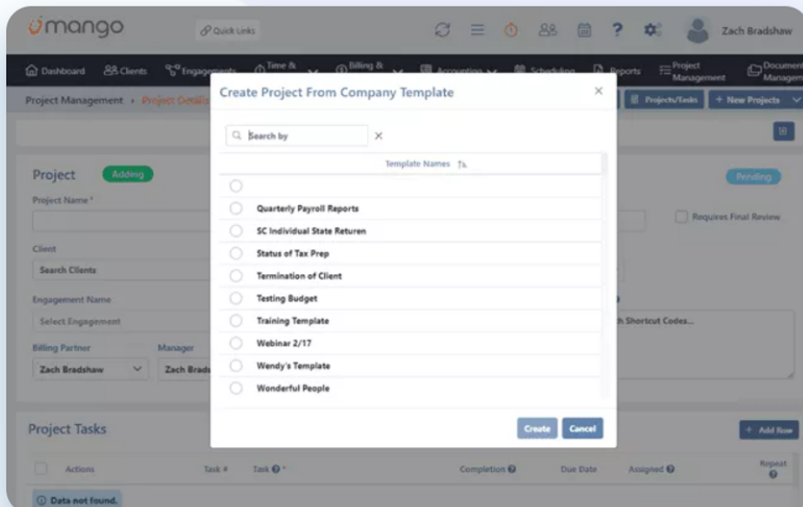 mango
Quick Links
Zach Bradshaw
Dashboard
Clients
Engagements
Time &
Billing &
Accounting
Scheduling
Reports
Project
Management
Document
Managem
Project Management › Project Details
Projects/Tasks
+ New Projects
Create Project From Company Template
Search by
Template Names
Quarterly Payroll Reports
SC Individual State Returen
Status of Tax Prep
Termination of Client
Testing Budget
Training Template
Webinar 2/17
Wendy's Template
Wonderful People
Create
Cancel
Project
Adding
Pending
Project Name *
Requires Final Review
Client
Search Clients
Engagement Name
Select Engagement
h Shortcut Codes...
Billing Partner
Manager
Zach Bradshaw
Zach Brads
Project Tasks
+ Add Row
Actions
Task #
Task *
Completion
Due Date
Assigned
Repeat
Data not found.